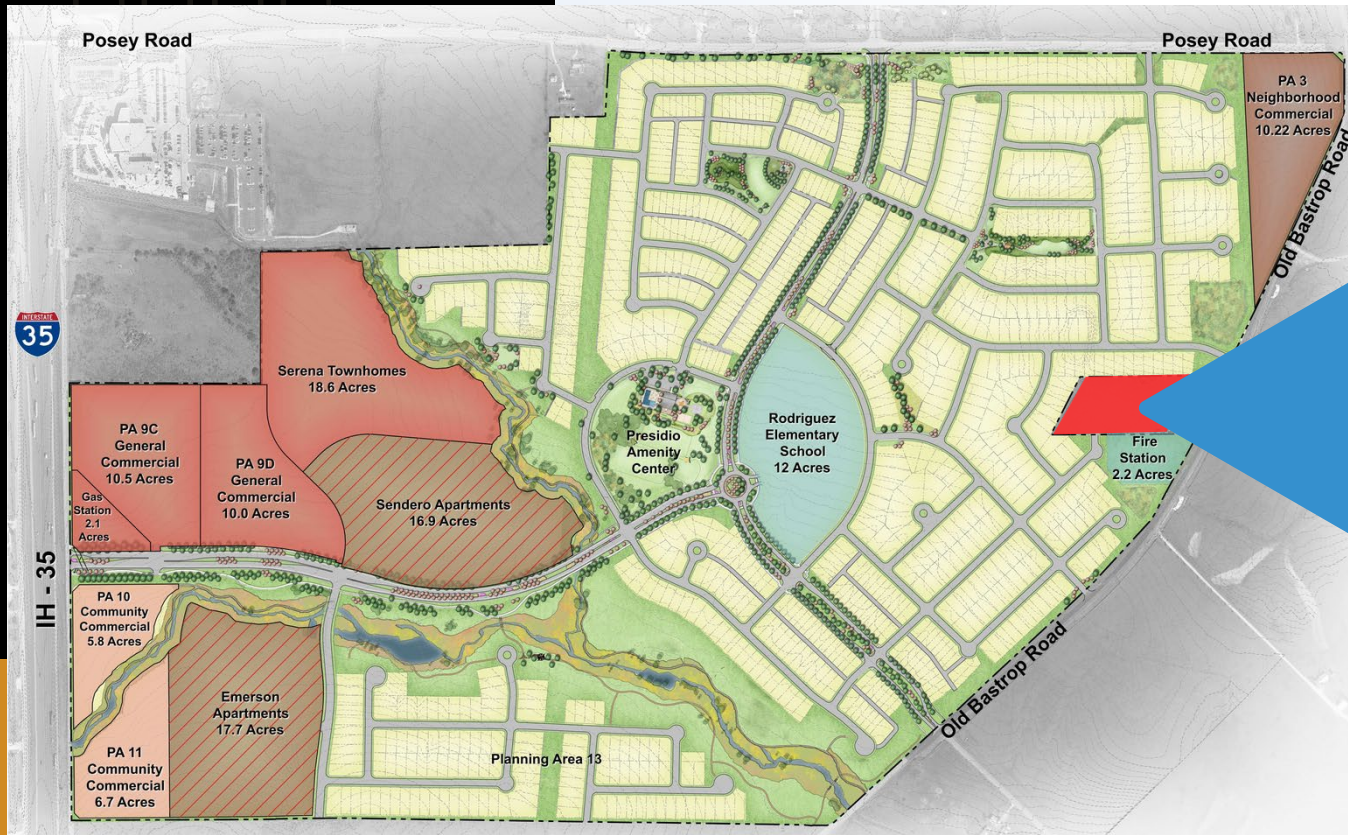 Posey Road
Posey Road
PA 3
Neighborhood
Commercial
10.22 Acres
Old Bastrop Road
INTERSTATE
35
Serena Townhomes
18.6 Acres
PA 9C
General
Commercial
10.5 Acres
PA 9D
General
Commercial
10.0 Acres
Gas
Station
2.1
Acres
Sendero Apartments
16.9 Acres
Presidio
Amenity
Center
Rodriguez
Elementary
School
12 Acres
Fire
Station
2.2 Acres
IH - 35
PA 10
Community
Commercial
5.8 Acres
Emerson
Apartments
17.7 Acres
PA 11
Community
Commercial
6.7 Acres
Planning Area 13
Old Bastrop Road